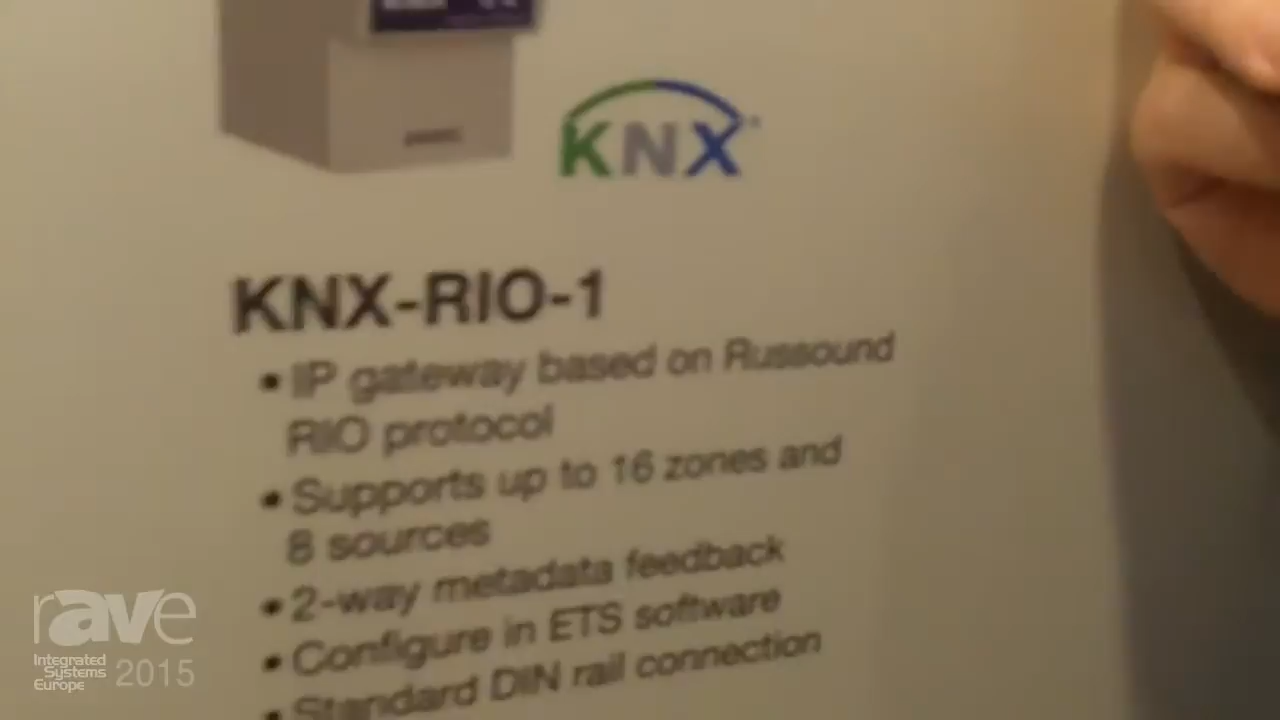 KNX
KNX-RIO-1
• IP gateway based on Russound
RIO protocol
• Supports up to 16 zones and
8 sources
• 2-way metadata feedback
• Configure in ETS software
• Standard DIN rail connection
rAVe
Integrated
Systems
Europe 2015